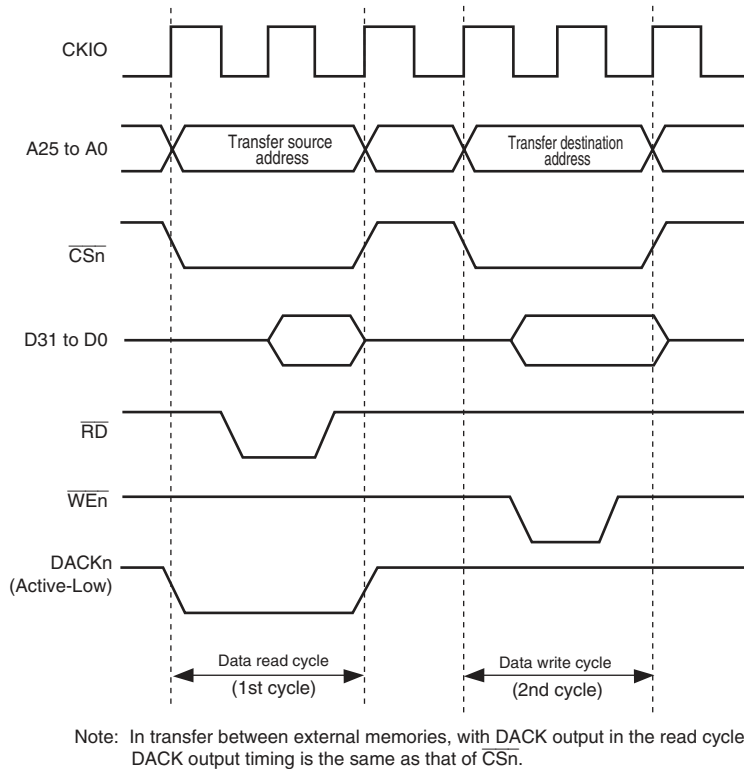 CKIO
A25 to A0
Transfer source
address
Transfer destination
address
CSn
D31 to D0
RD
WEn
DACKn
(Active-Low)
Data read cycle
(1st cycle)
Data write cycle
(2nd cycle)
Note: In transfer between external memories, with DACK output in the read cycle
DACK output timing is the same as that of CSn.